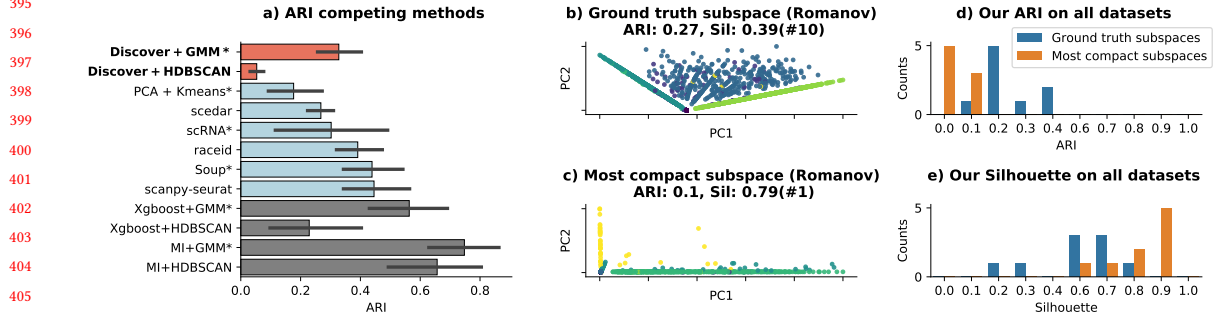 395
396
397
398
399
400
401
402
403
404
405
a) ARI competing methods
Discover + GMM *
Discover + HDBSCAN
PCA + Kmeans*
scedar
scRNA*
raceid
Soup*
scanpy-seurat
Xgboost+GMM*
Xgboost+HDBSCAN
MI+GMM*
MI+HDBSCAN
0.0 0.2 0.4 0.6 0.8
ARI
b) Ground truth subspace (Romanov)
ARI: 0.27, Sil: 0.39(#10)
PC2
PC1
c) Most compact subspace (Romanov)
ARI: 0.1, Sil: 0.79(#1)
PC2
PC1
d) Our ARI on all datasets
Ground truth subspaces
Most compact subspaces
Counts
5
0
0.0 0.1 0.2 0.3 0.4 0.5 0.6 0.7 0.8 0.9 1.0
ARI
e) Our Silhouette on all datasets
Counts
5
0
0.0 0.1 0.2 0.3 0.4 0.5 0.6 0.7 0.8 0.9 1.0
Silhouette